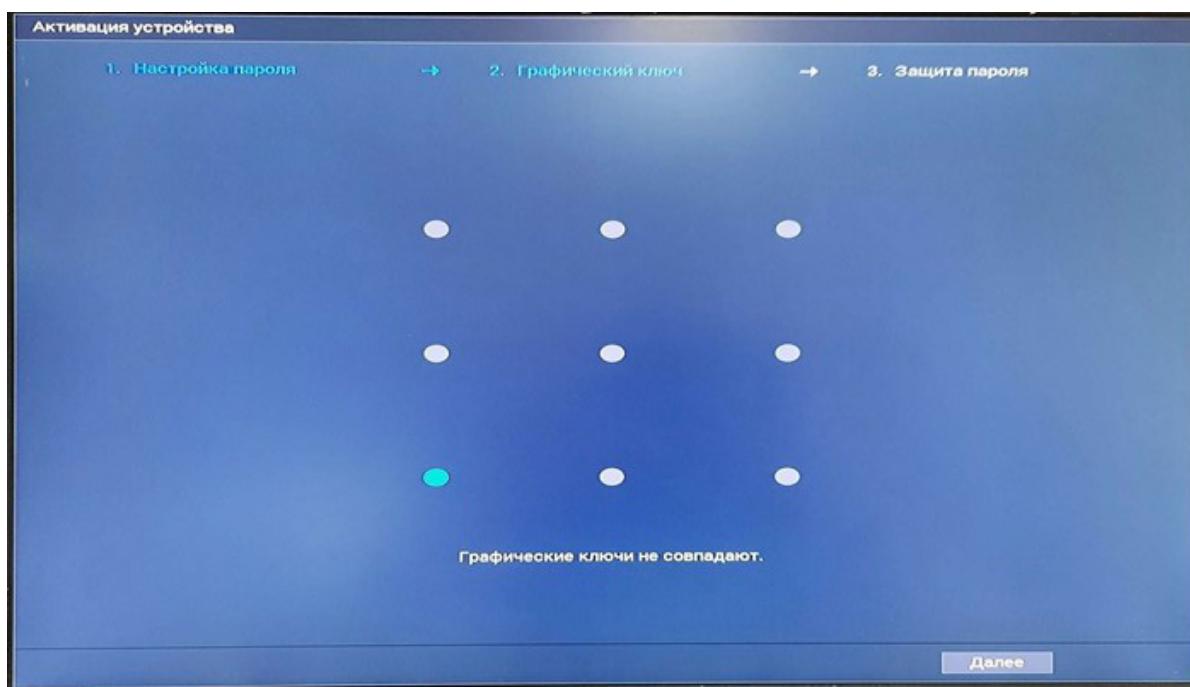 Активация устройства
1. Настройка пароля → 2. Графический ключ → 3. Защита пароля
Графические ключи не совпадают.
Далее